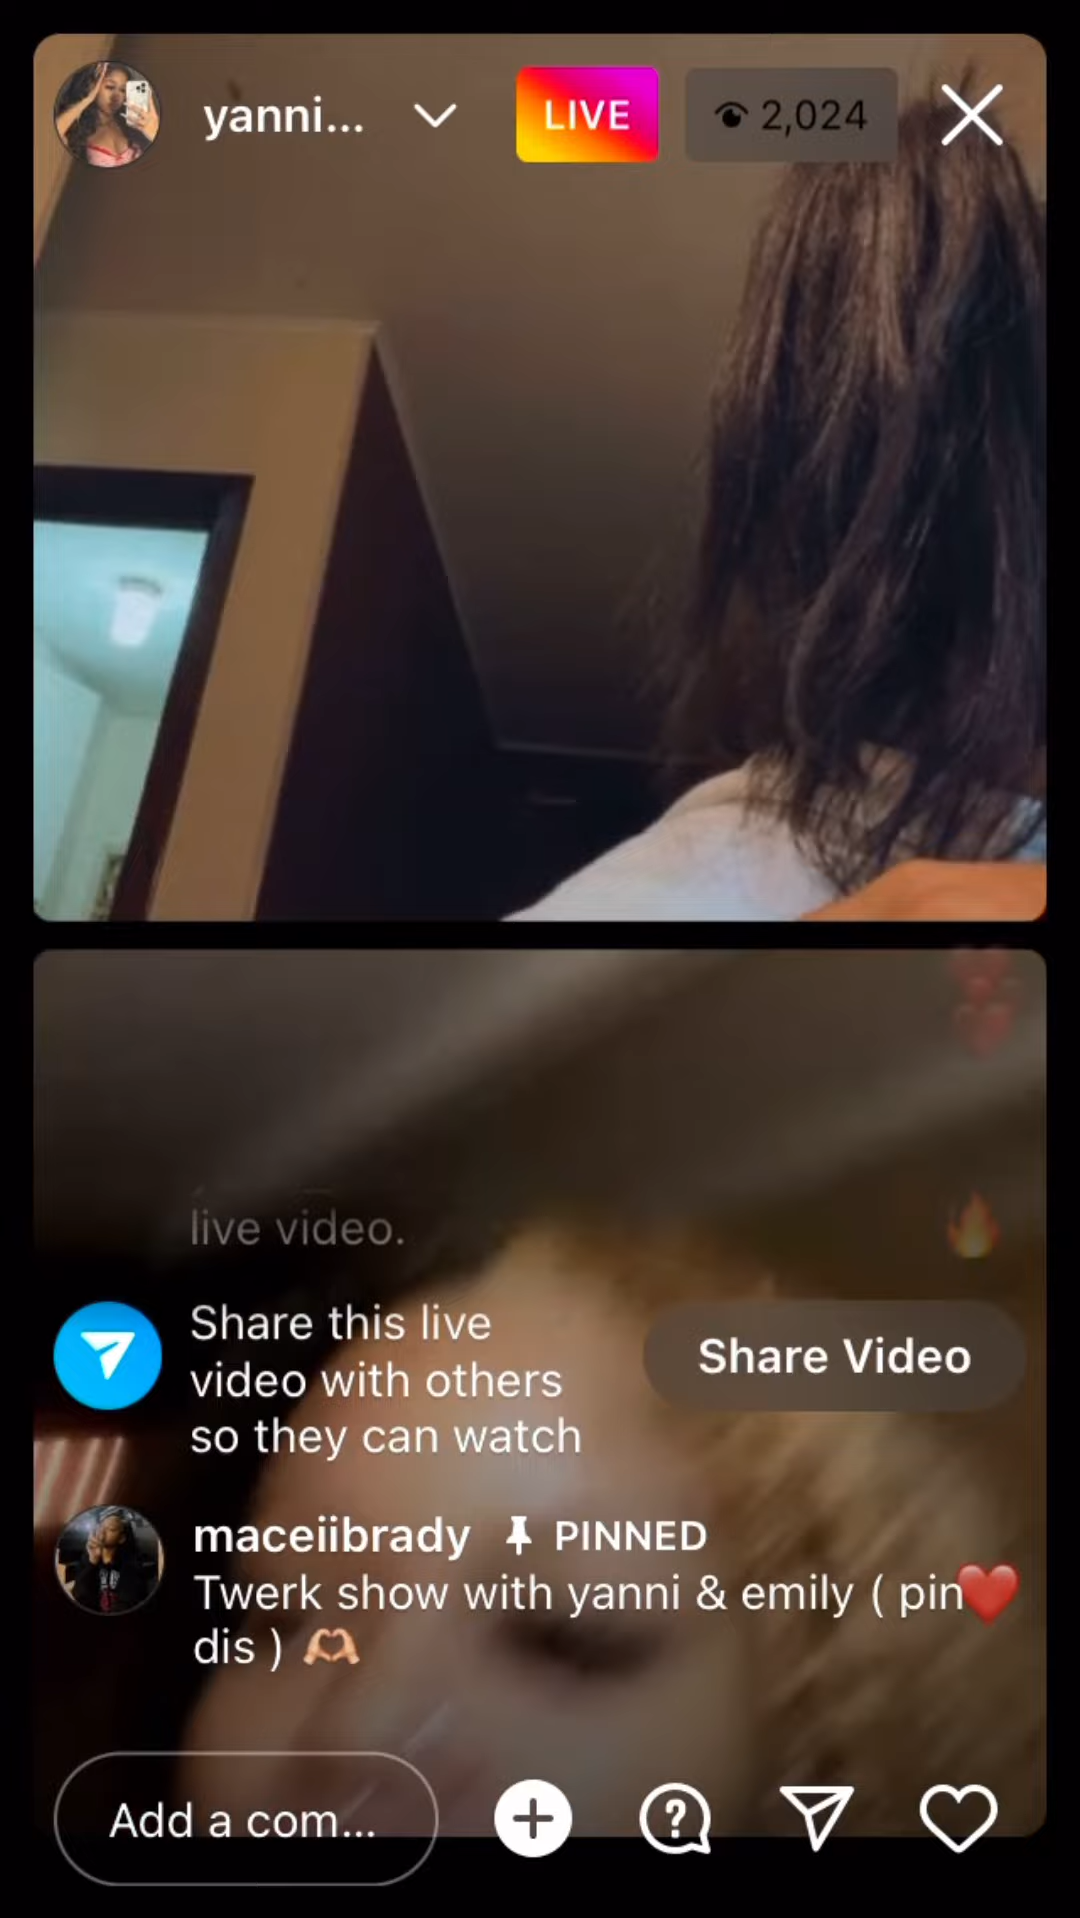 yanni...
LIVE
2,024
live video.
Share this live
video with others
so they can watch
Share Video
maceiibrady PINNED
Twerk show with yanni & emily ( pin
dis ) 🫶🏻
Add a com...